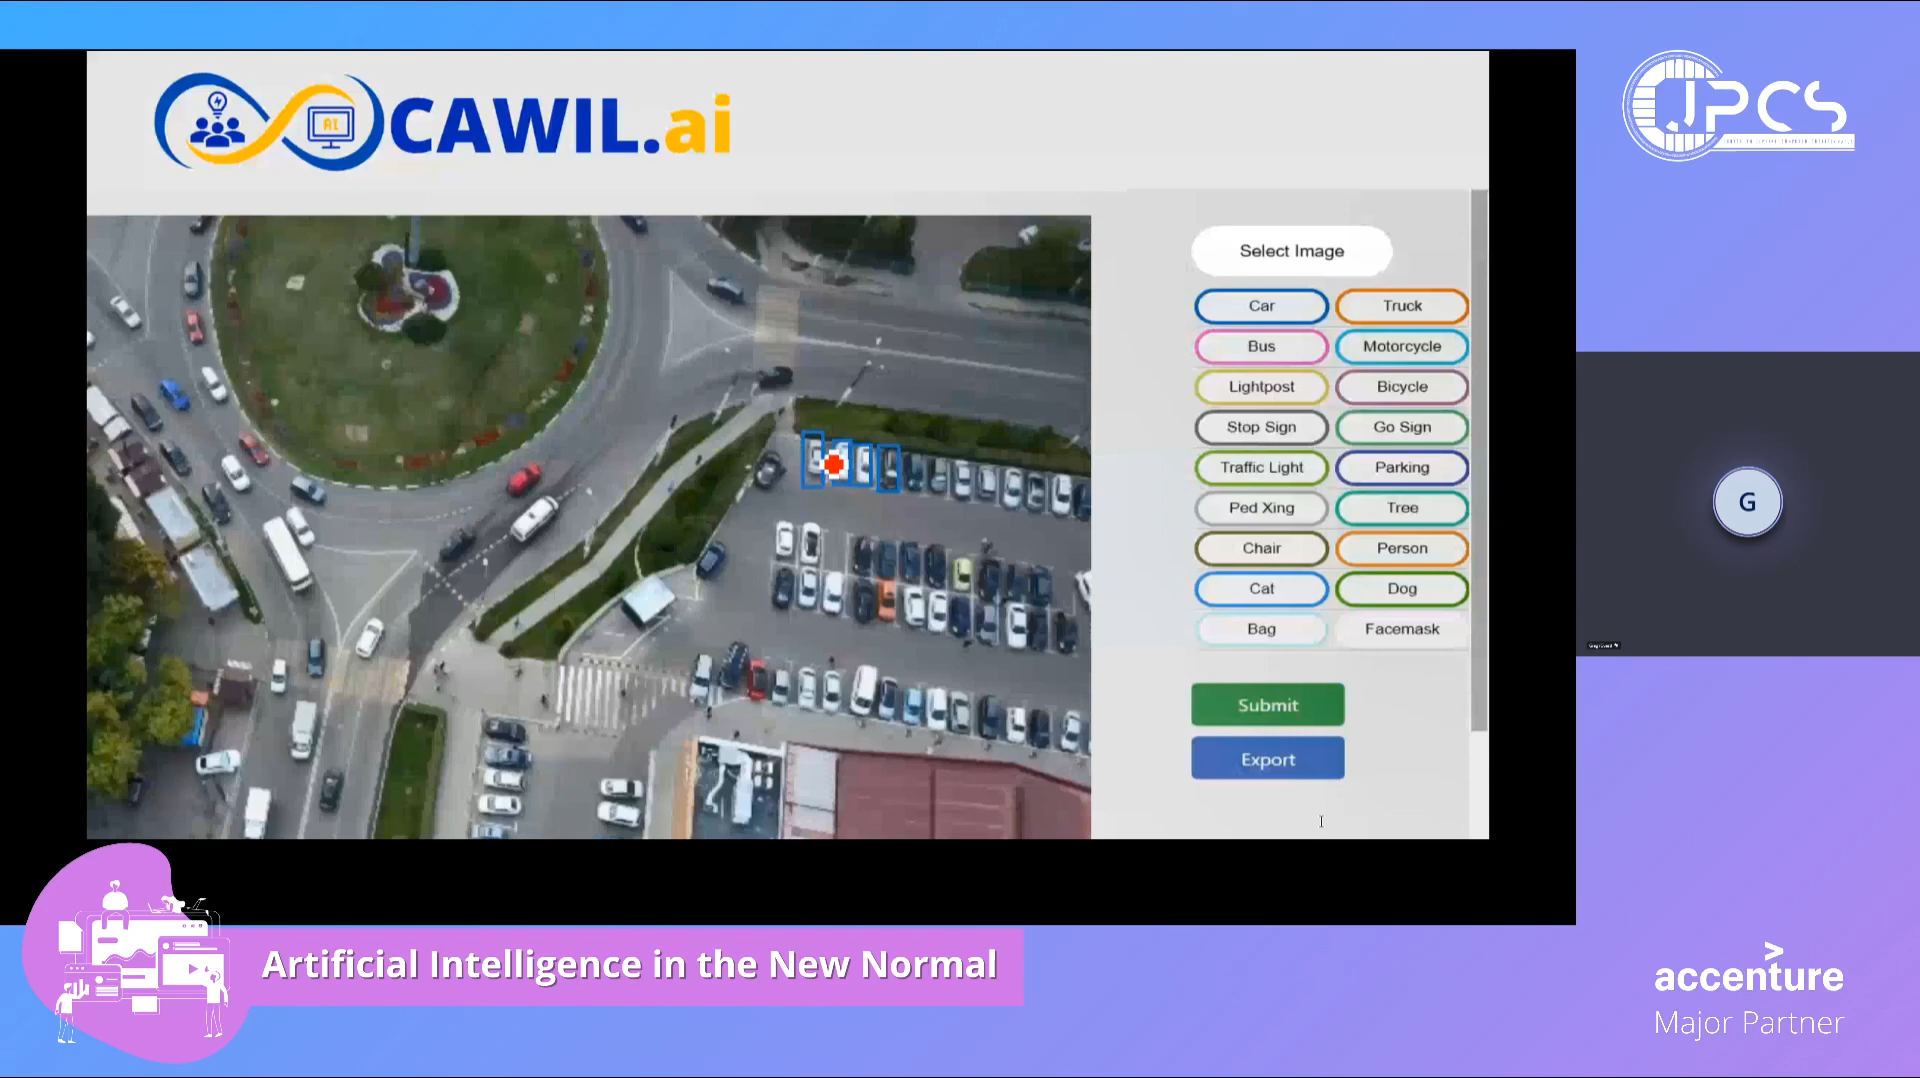 CAWIL.ai
AI
JPCS
Select Image
Car
Truck
Bus
Motorcycle
Lightpost
Bicycle
Stop Sign
Go Sign
Traffic Light
Parking
Ped Xing
Tree
Chair
Person
Cat
Dog
Bag
Facemask
Submit
Export
G
Artificial Intelligence in the New Normal
accenture
Major Partner